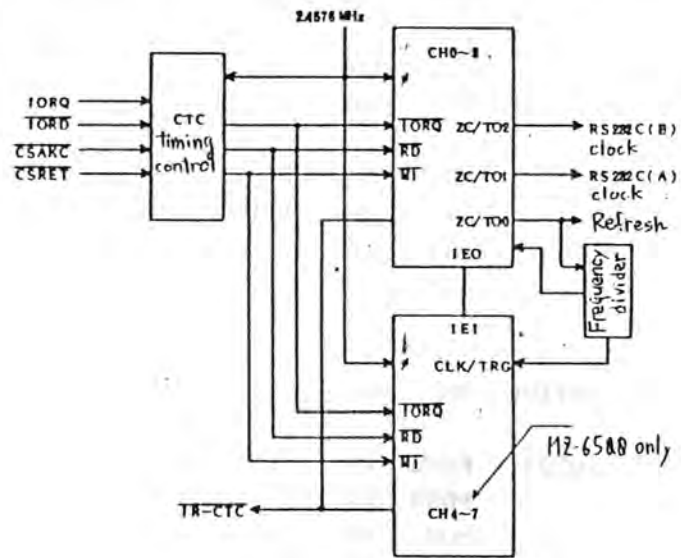 2.4576 MHz
CH0~3
CTC
timing
control
IORQ
IORD
CSAKC
CSRET
IORQ
RD
M1
ZC/TO2
ZC/TO1
ZC/TO0
IEO
RS232C(B)
clock
RS232C(A)
clock
Refresh
Frequency
divider
IEI
CLK/TRG
IORQ
RD
M1
MZ-6500 only
CH4~7
TR-CTC